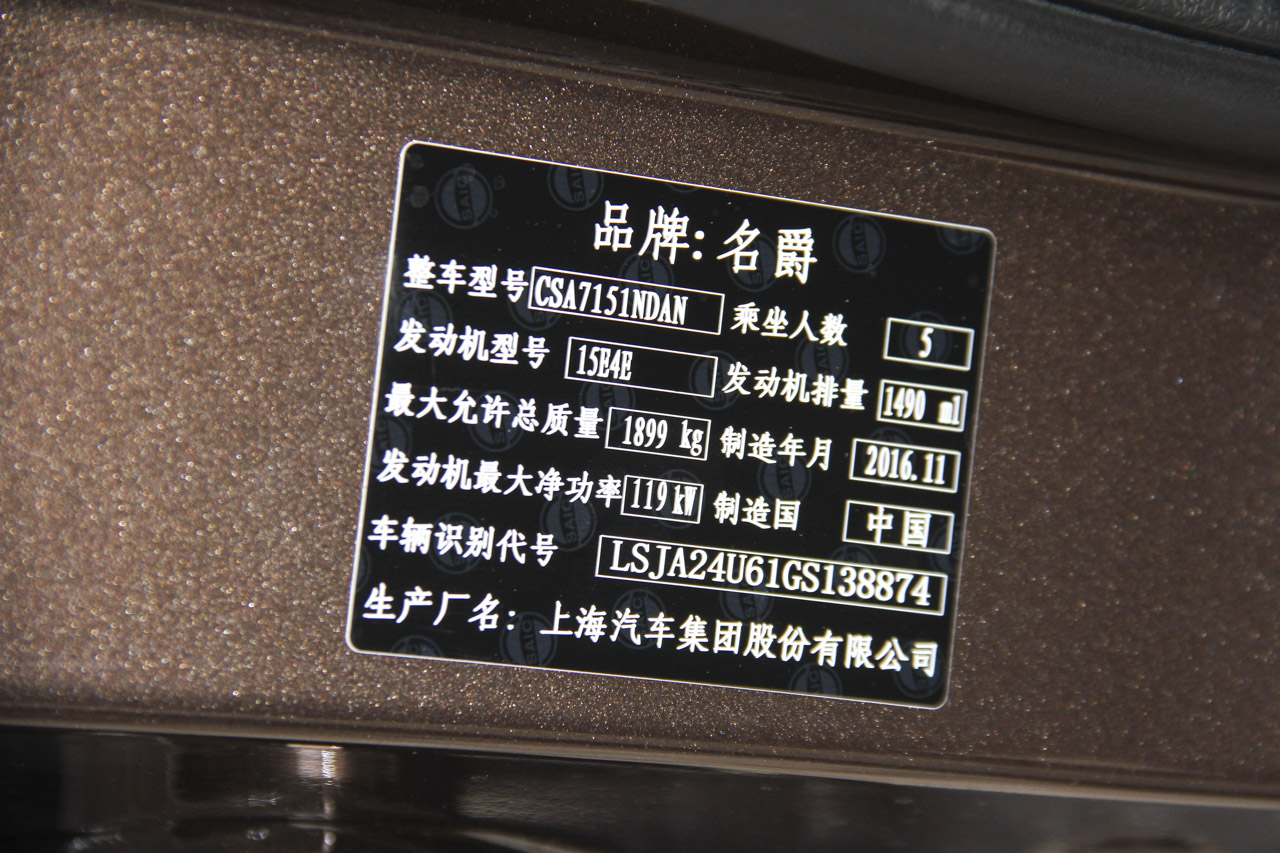 品牌:名爵
整车型号 CSA7151NDAN 乘坐人数 5
发动机型号 15E4E 发动机排量 1490 ml
最大允许总质量 1899 kg 制造年月 2016.11
发动机最大净功率 119kW 制造国 中国
车辆识别代号 LSJA24U61GS138874
生产厂名: 上海汽车集团股份有限公司